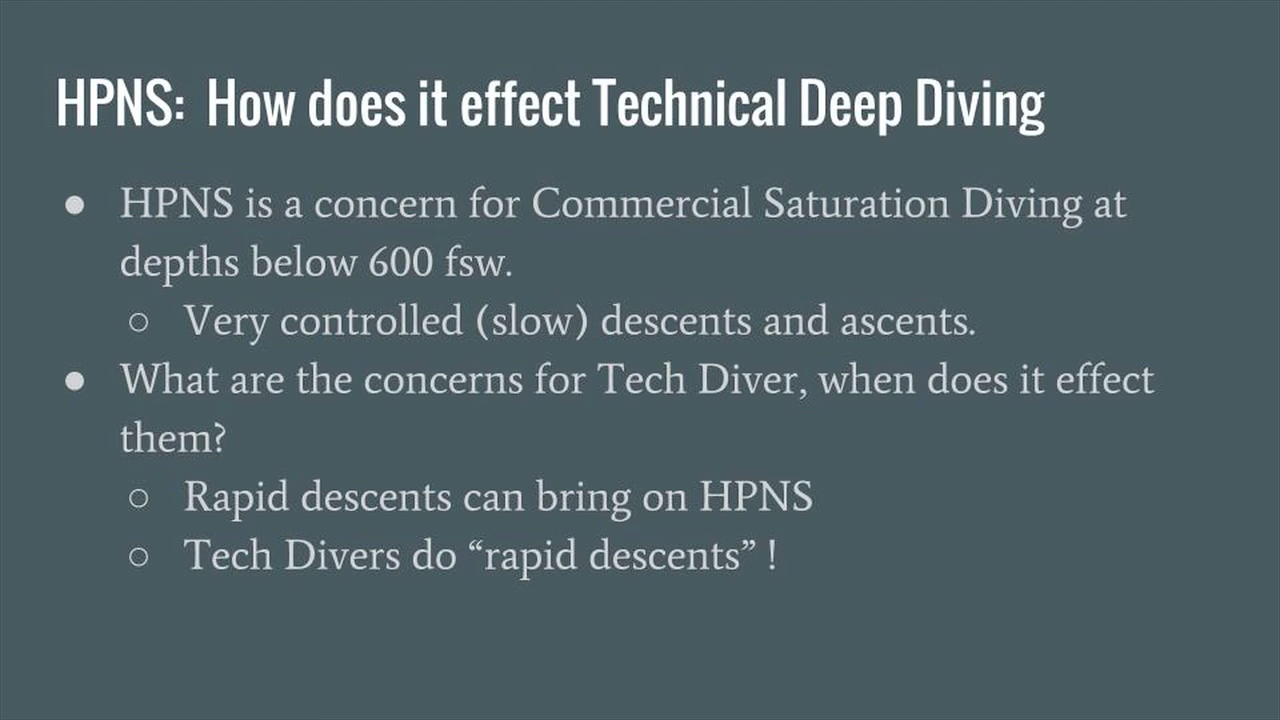 HPNS:  How does it effect Technical Deep Diving
● HPNS is a concern for Commercial Saturation Diving at
depths below 600 fsw.
○ Very controlled (slow) descents and ascents.
● What are the concerns for Tech Diver, when does it effect
them?
○ Rapid descents can bring on HPNS
○ Tech Divers do “rapid descents” !